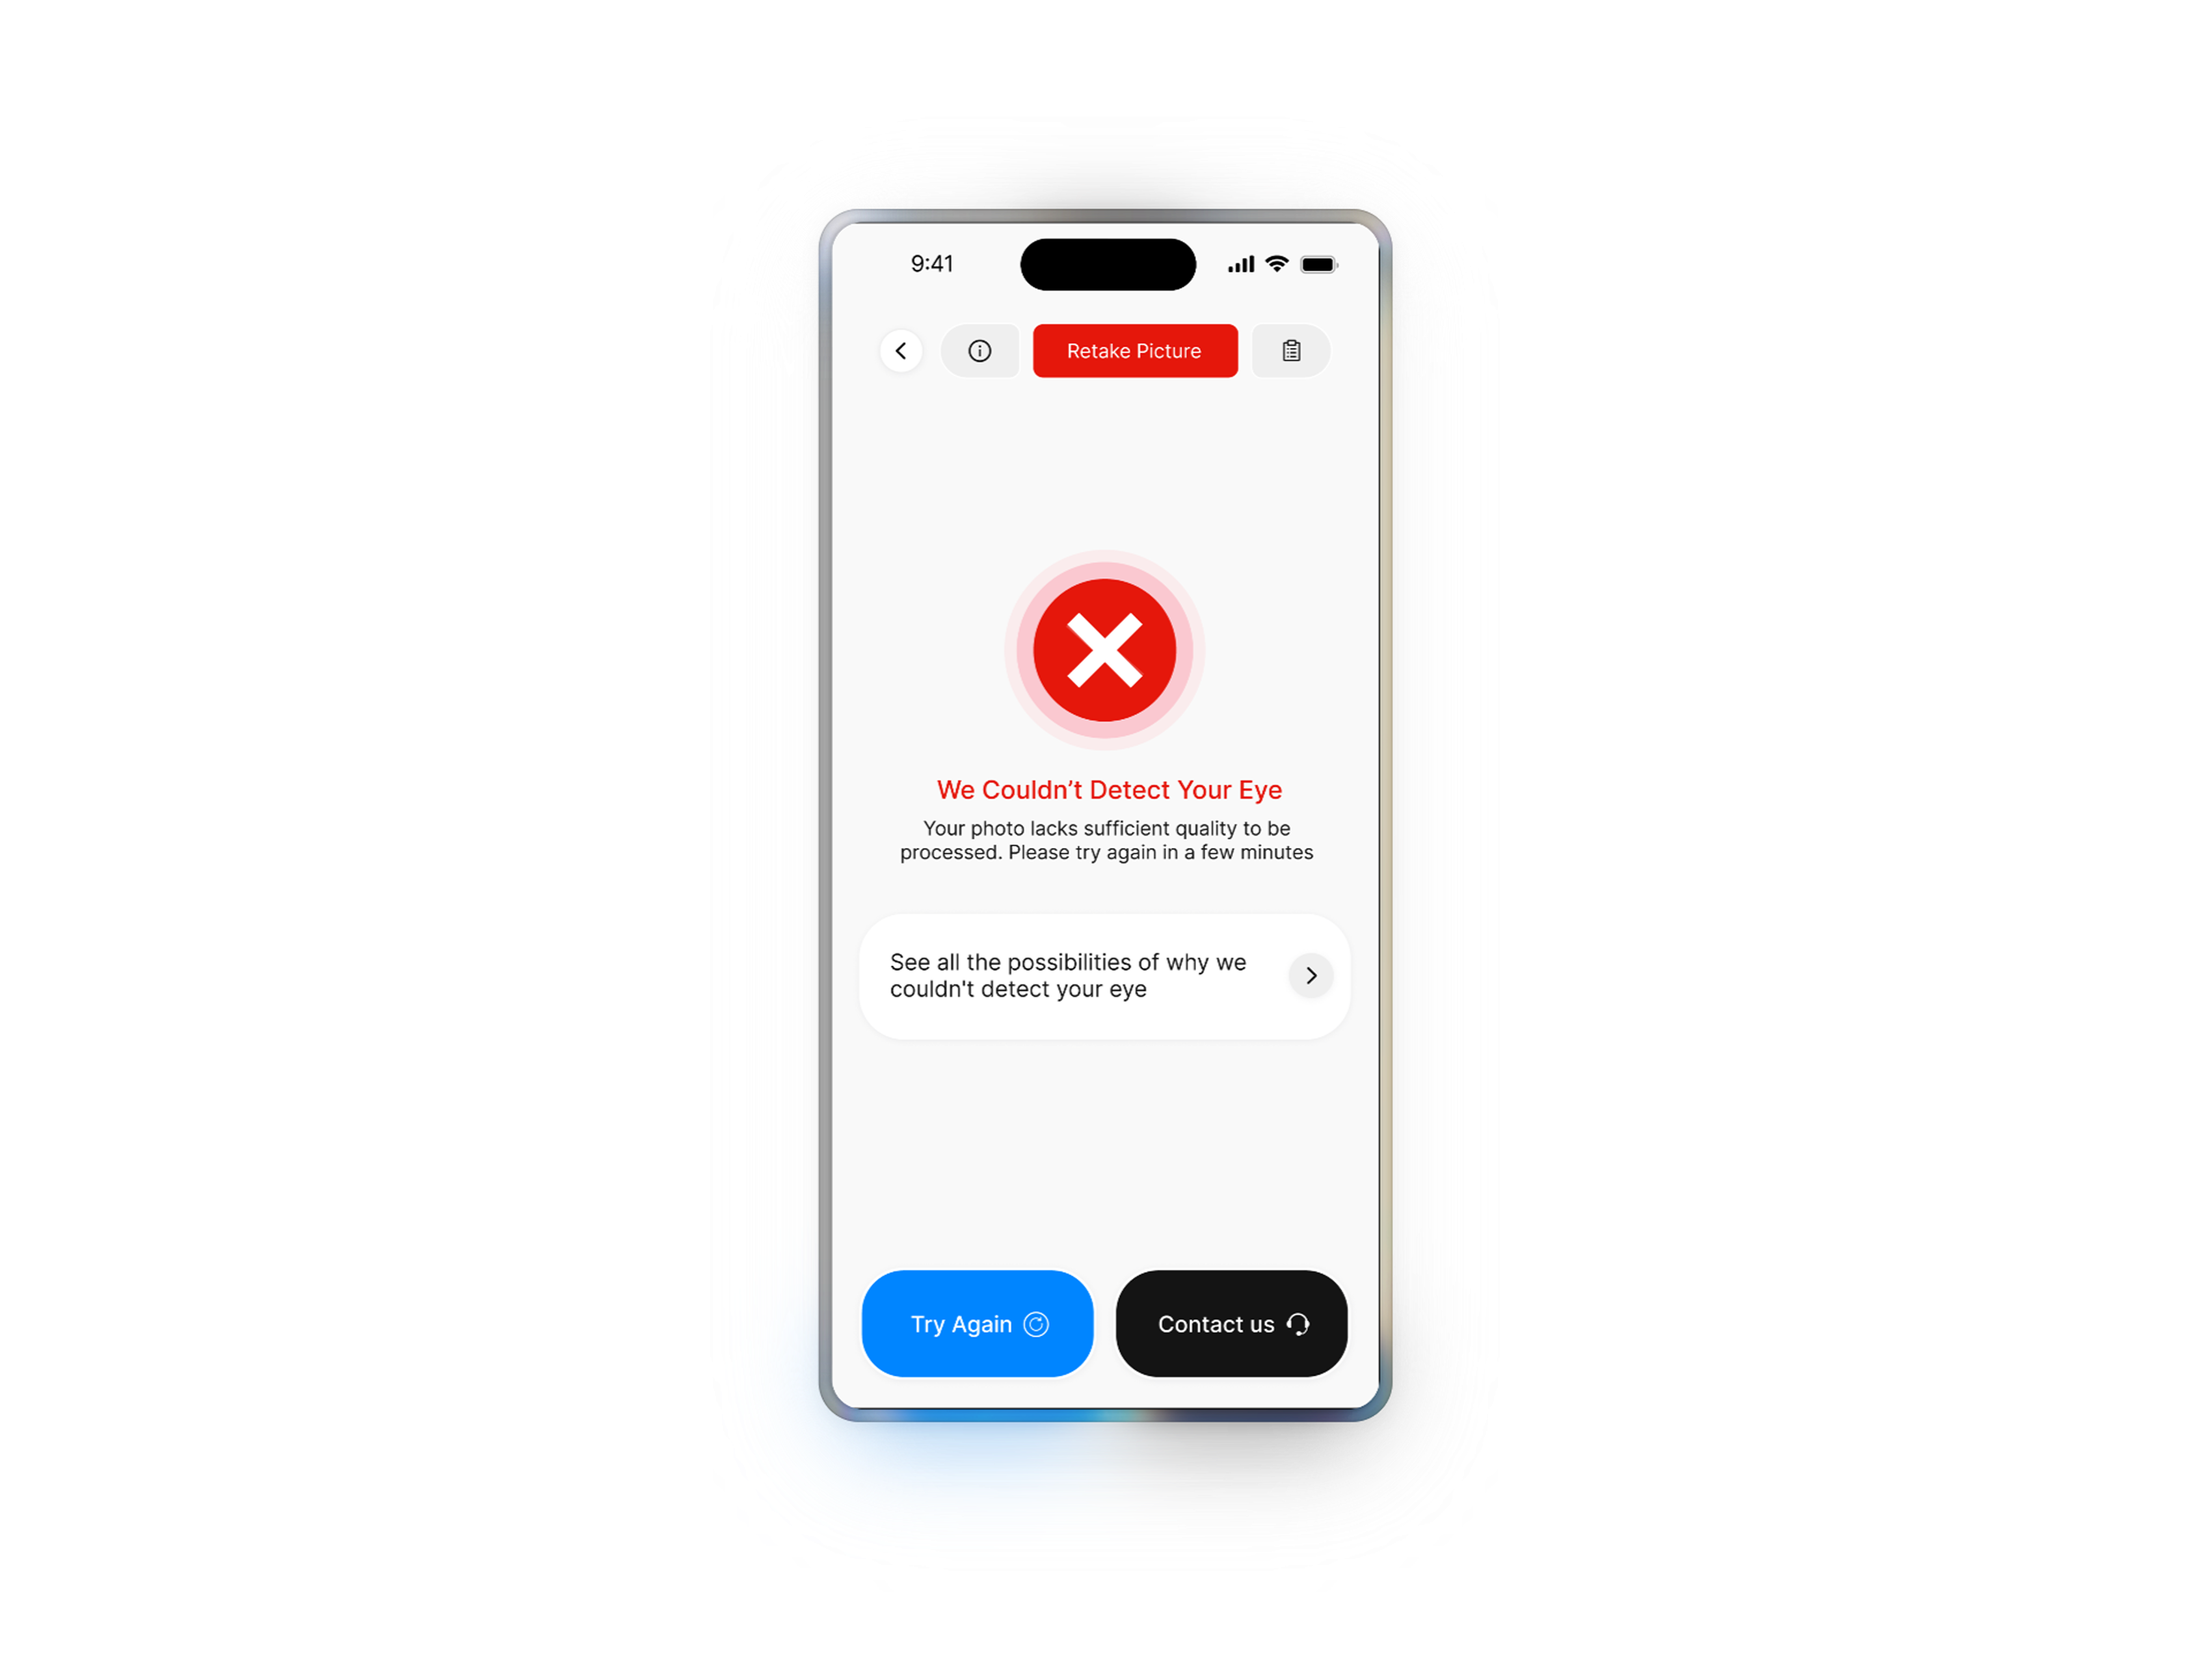 9:41
Retake Picture
We Couldn’t Detect Your Eye
Your photo lacks sufficient quality to be
processed. Please try again in a few minutes
See all the possibilities of why we
couldn't detect your eye
Try Again
Contact us